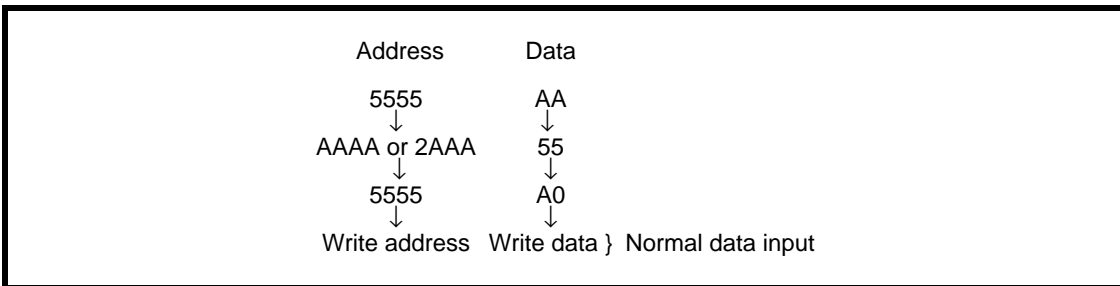 Address Data
5555 AA
↓ ↓
AAAA or 2AAA 55
↓ ↓
5555 A0
↓ ↓
Write address Write data } Normal data input